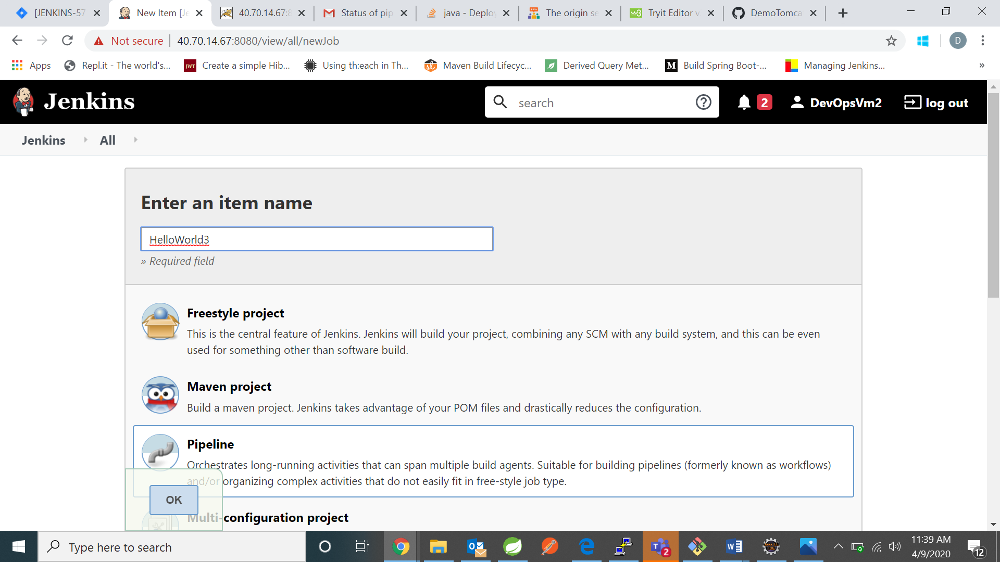 [JENKINS-57
New Item [Je
40.70.14.67:8
Status of pip
java - Deploy
The origin se
Tryit Editor v
DemoTomca
Not secure
40.70.14.67:8080/view/all/newJob
D
Apps
Repl.it - The world's...
JWT
Create a simple Hib...
Using th:each in Th...
Maven Build Lifecyc...
Derived Query Met...
M
Build Spring Boot-...
Managing Jenkins...
»
Jenkins
search
2
DevOpsVm2
log out
Jenkins
All
Enter an item name
HelloWorld3
» Required field
Freestyle project
This is the central feature of Jenkins. Jenkins will build your project, combining any SCM with any build system, and this can be even
used for something other than software build.
Maven project
Build a maven project. Jenkins takes advantage of your POM files and drastically reduces the configuration.
Pipeline
Orchestrates long-running activities that can span multiple build agents. Suitable for building pipelines (formerly known as workflows)
and/or organizing complex activities that do not easily fit in free-style job type.
OK
Multi-configuration project
Type here to search
2
11:39 AM
4/9/2020
12